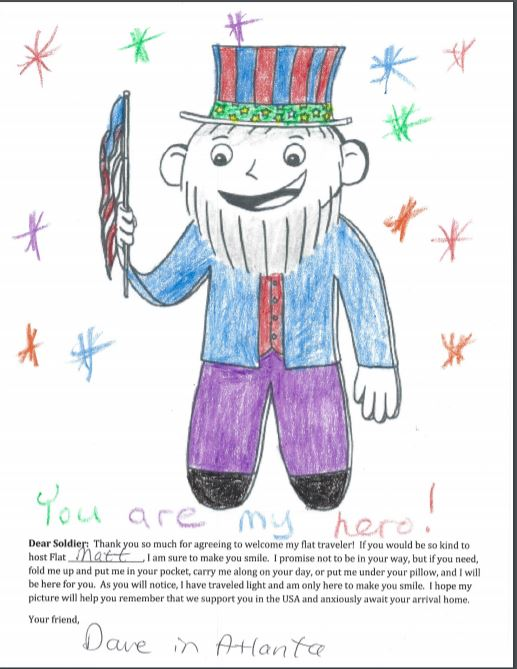 You are my hero!
Dear Soldier: Thank you so much for agreeing to welcome my flat traveler! If you would be so kind to
host Flat Matt, I am sure to make you smile. I promise not to be in your way, but if you need,
fold me up and put me in your pocket, carry me along on your day, or put me under your pillow, and I will
be here for you. As you will notice, I have traveled light and am only here to make you smile. I hope my
picture will help you remember that we support you in the USA and anxiously await your arrival home.
Your friend,
Dave in Atlanta